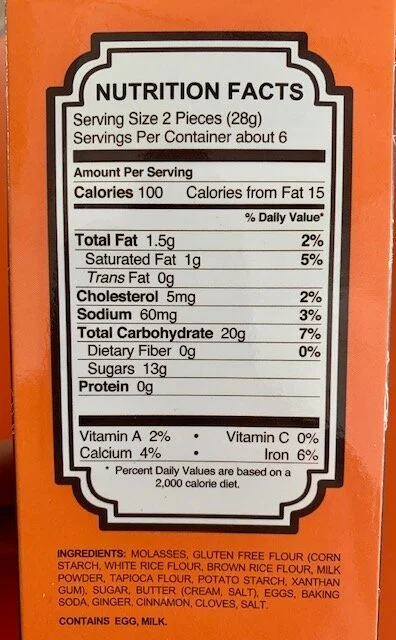 NUTRITION FACTS
Serving Size 2 Pieces (28g)
Servings Per Container about 6
Amount Per Serving
Calories 100 Calories from Fat 15
% Daily Value*
Total Fat 1.5g 2%
Saturated Fat 1g 5%
Trans Fat 0g
Cholesterol 5mg 2%
Sodium 60mg 3%
Total Carbohydrate 20g 7%
Dietary Fiber 0g 0%
Sugars 13g
Protein 0g
Vitamin A 2% • Vitamin C 0%
Calcium 4% • Iron 6%
* Percent Daily Values are based on a
2,000 calorie diet.
INGREDIENTS: MOLASSES, GLUTEN FREE FLOUR (CORN
STARCH, WHITE RICE FLOUR, BROWN RICE FLOUR, MILK
POWDER, TAPIOCA FLOUR, POTATO STARCH, XANTHAN
GUM), SUGAR, BUTTER (CREAM, SALT), EGGS, BAKING
SODA, GINGER, CINNAMON, CLOVES, SALT.
CONTAINS EGG, MILK.